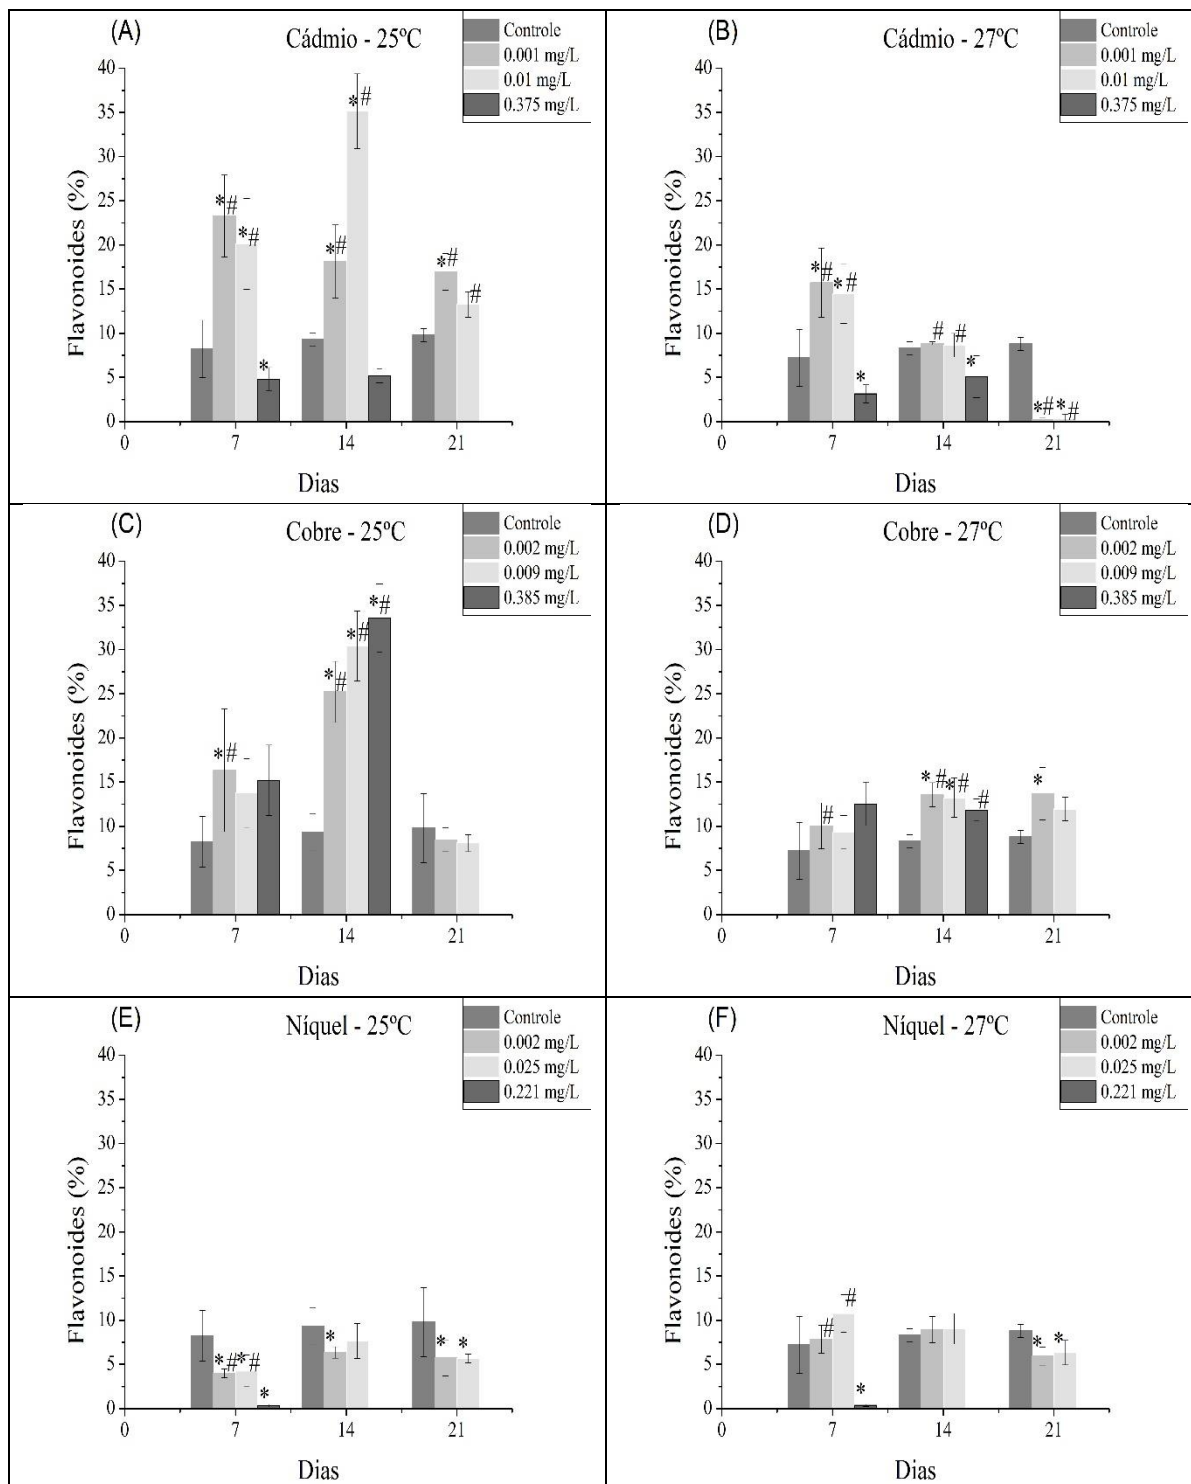 (A)
Cádmio - 25ºC
Controle
0.001 mg/L
0.01 mg/L
0.375 mg/L
Flavonoides (%)
40
35
30
25
20
15
10
5
0
*#
*#
*
*#
*#
*#
#
0 7 14 21
Dias
(B)
Cádmio - 27ºC
Controle
0.001 mg/L
0.01 mg/L
0.375 mg/L
Flavonoides (%)
40
35
30
25
20
15
10
5
0
*#
*#
*
#
#
*
*#
*#
0 7 14 21
Dias
(C)
Cobre - 25ºC
Controle
0.002 mg/L
0.009 mg/L
0.385 mg/L
Flavonoides (%)
40
35
30
25
20
15
10
5
0
*#
*#
*#
*#
0 7 14 21
Dias
(D)
Cobre - 27ºC
Controle
0.002 mg/L
0.009 mg/L
0.385 mg/L
Flavonoides (%)
40
35
30
25
20
15
10
5
0
#
*#
*#
#
*
0 7 14 21
Dias
(E)
Níquel - 25ºC
Controle
0.002 mg/L
0.025 mg/L
0.221 mg/L
Flavonoides (%)
40
35
30
25
20
15
10
5
0
*#
*#
*
*
*
*
0 7 14 21
Dias
(F)
Níquel - 27ºC
Controle
0.002 mg/L
0.025 mg/L
0.221 mg/L
Flavonoides (%)
40
35
30
25
20
15
10
5
0
#
#
*
*
*
0 7 14 21
Dias